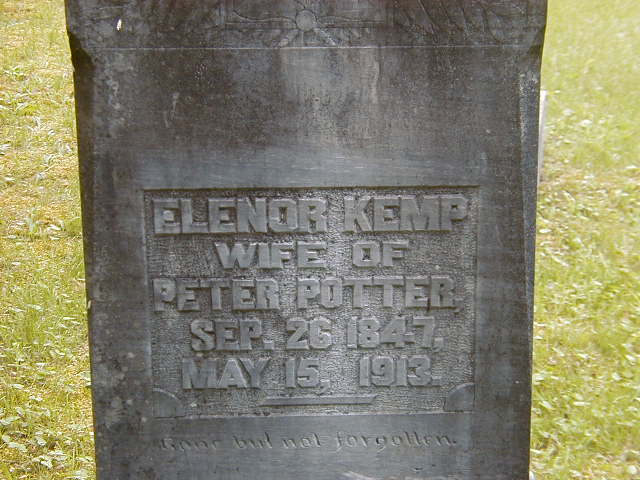 ELENOR KEMP
WIFE OF
PETER POTTER,
SEP. 26 1847,
MAY 15, 1913.
Gone but not forgotten.